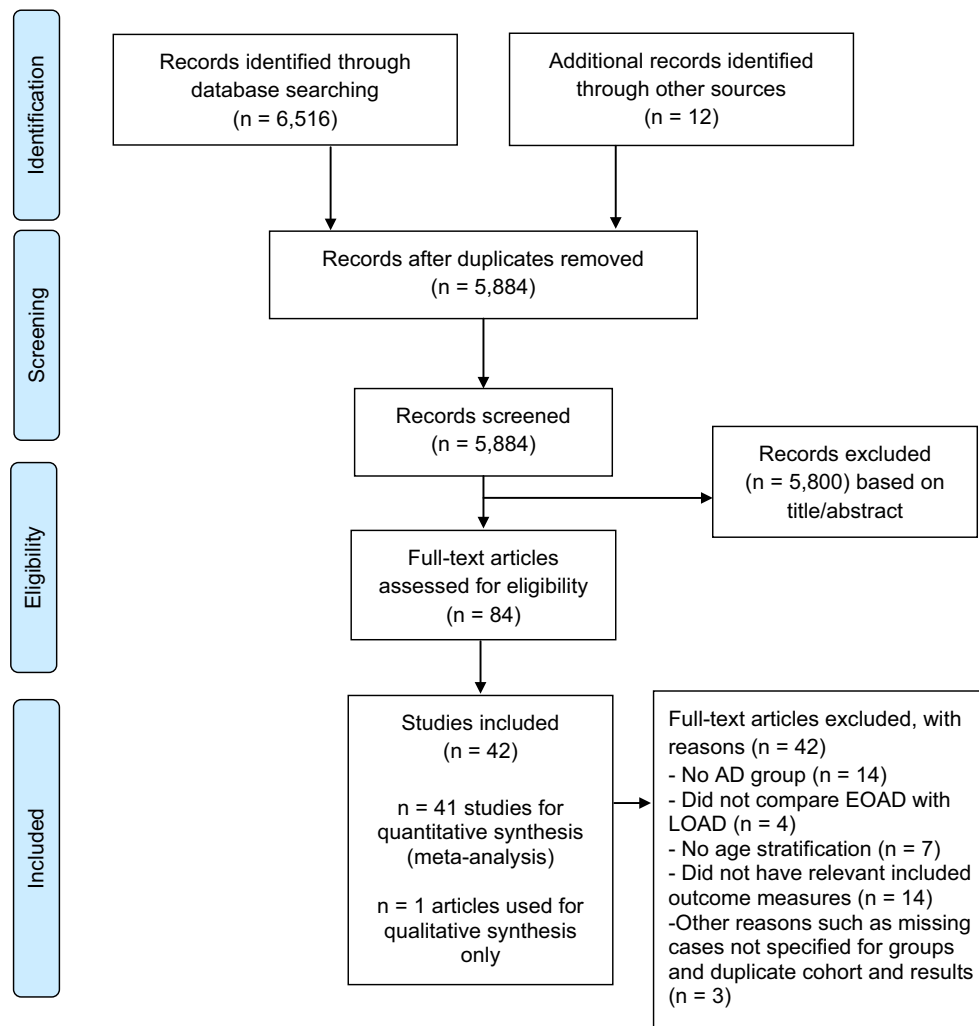 Identification
Records identified through
database searching
(n = 6,516)
Additional records identified
through other sources
(n = 12)
Screening
Records after duplicates removed
(n = 5,884)
Records screened
(n = 5,884)
Records excluded
(n = 5,800) based on
title/abstract
Eligibility
Full-text articles
assessed for eligibility
(n = 84)
Included
Studies included
(n = 42)
n = 41 studies for
quantitative synthesis
(meta-analysis)
n = 1 articles used for
qualitative synthesis
only
Full-text articles excluded, with
reasons (n = 42)
- No AD group (n = 14)
- Did not compare EOAD with
LOAD (n = 4)
- No age stratification (n = 7)
- Did not have relevant included
outcome measures (n = 14)
-Other reasons such as missing
cases not specified for groups
and duplicate cohort and results
(n = 3)